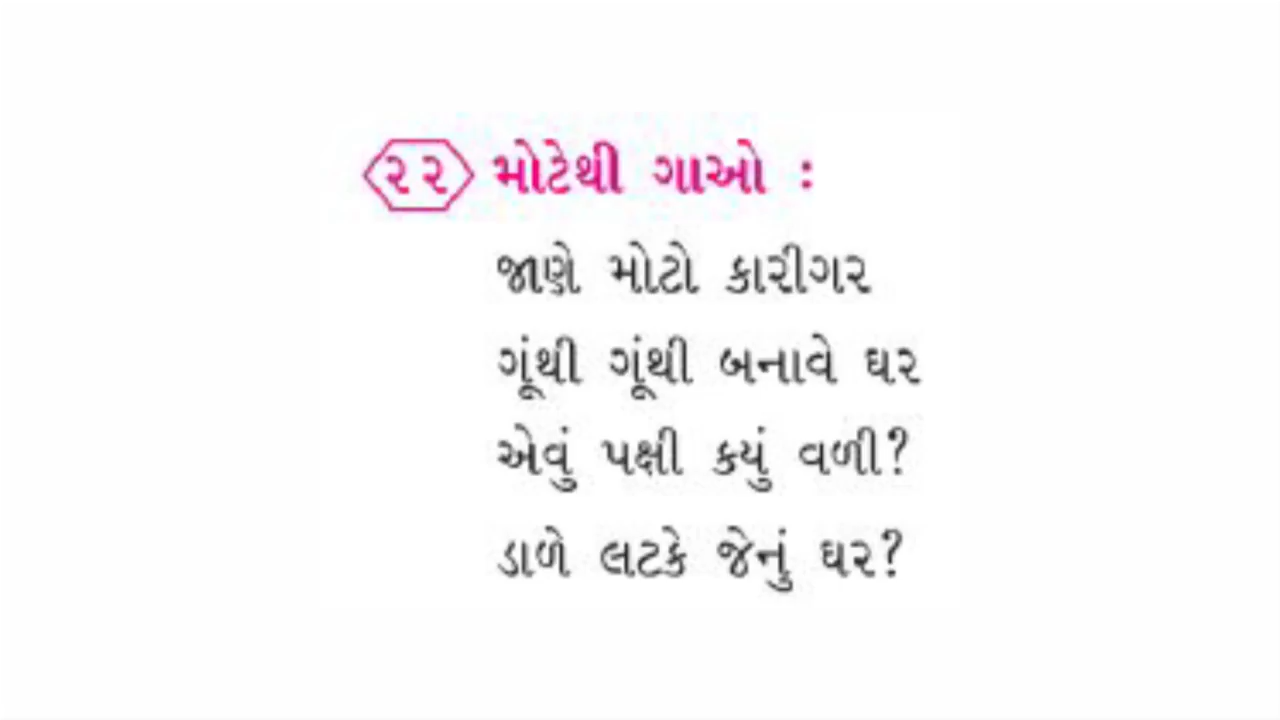 ૨૨ મોટેથી ગાઓ :
જાણે મોટો કારીગર
ગૂંથી ગૂંથી બનાવે ઘર
એવું પક્ષી કયું વળી?
ડાળે લટકે જેનું ઘર?